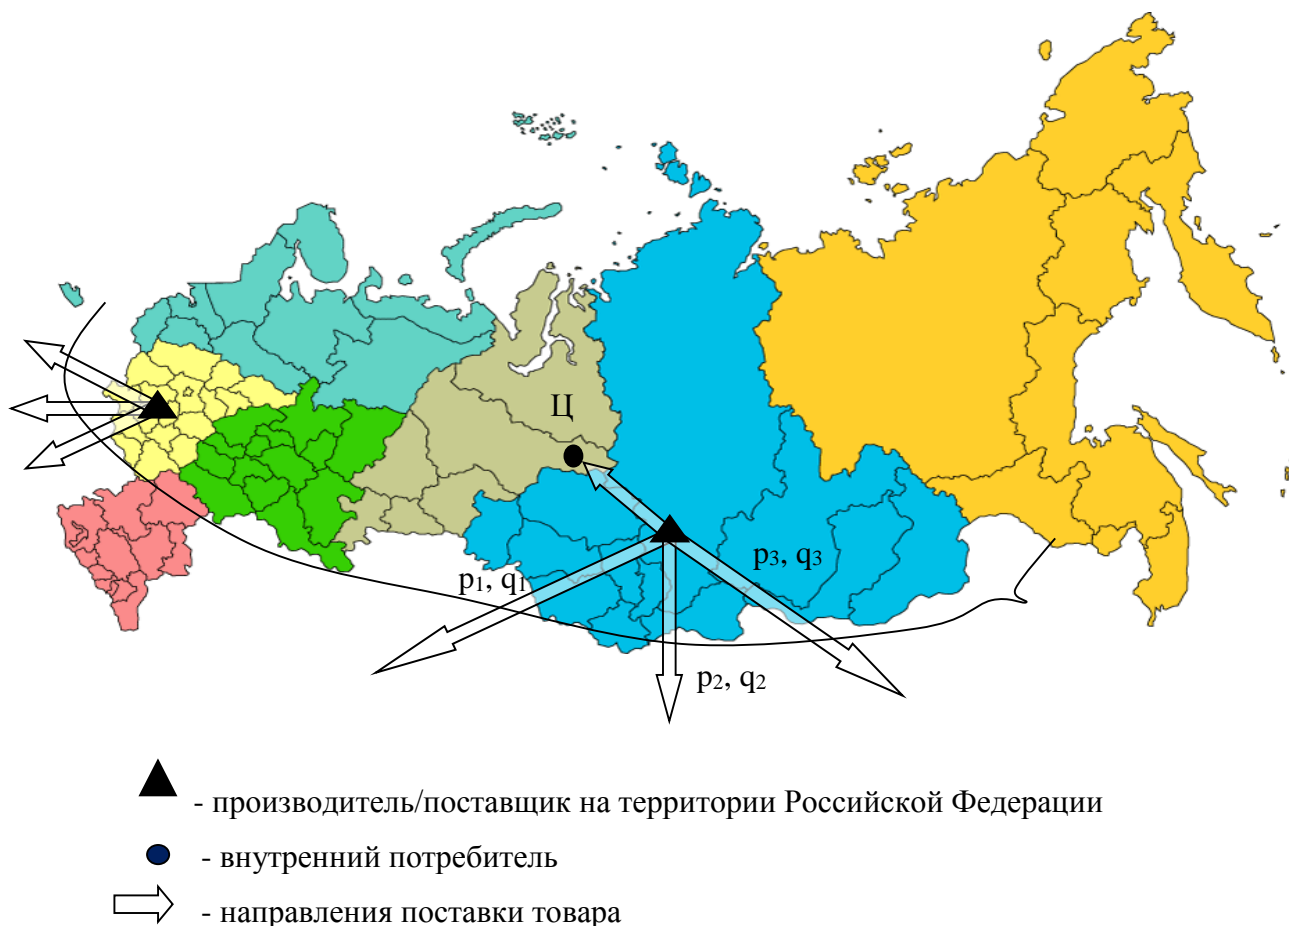 Ц
p₁, q₁
p₃, q₃
p₂, q₂
- производитель/поставщик на территории Российской Федерации
- внутренний потребитель
- направления поставки товара